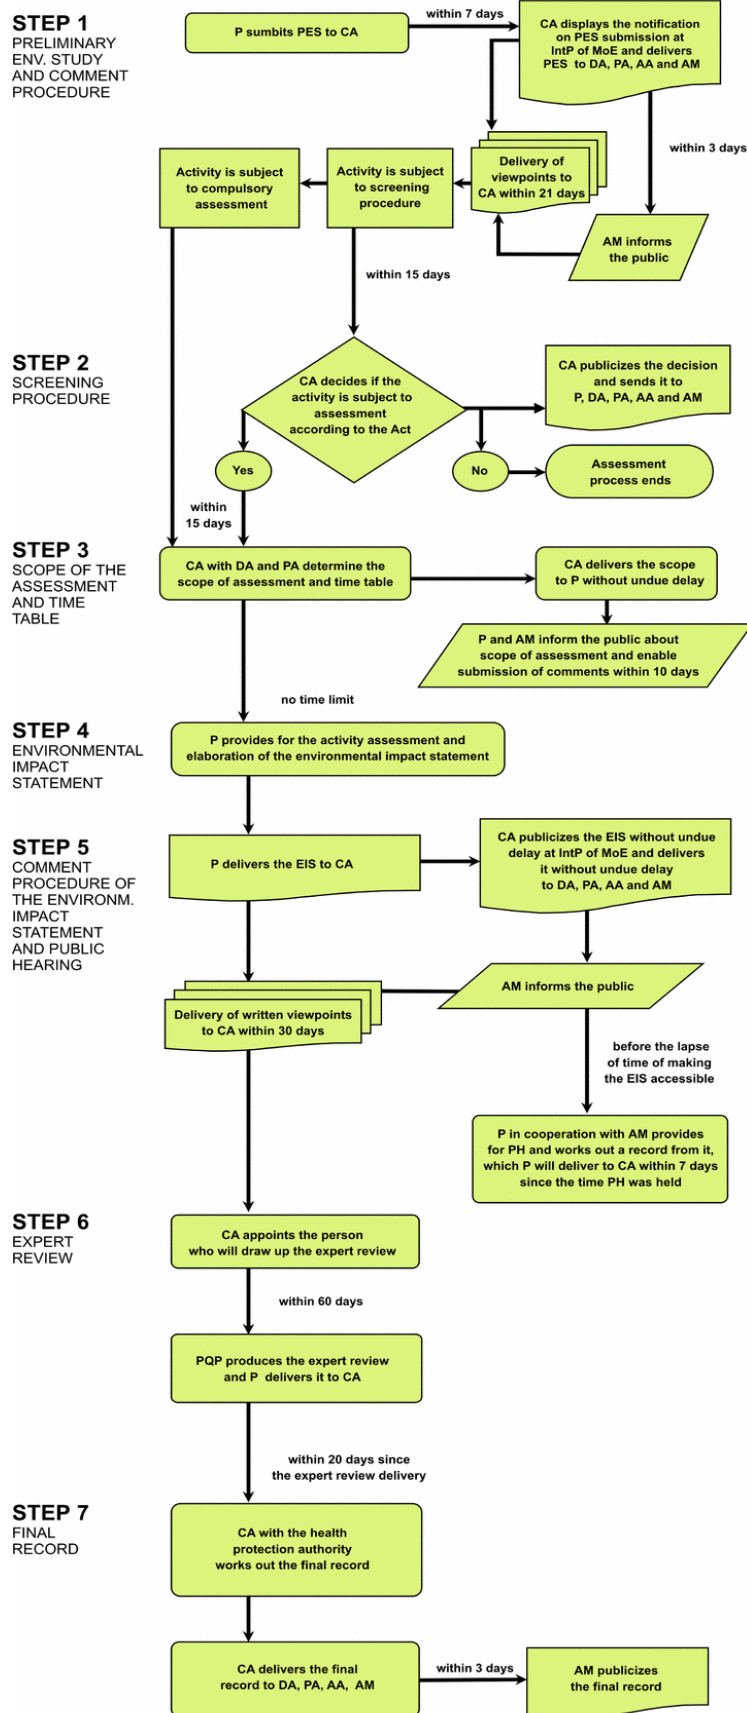 STEP 1
PRELIMINARY
ENV. STUDY
AND COMMENT
PROCEDURE
P sumbits PES to CA
within 7 days
CA displays the notification
on PES submission at
IntP of MoE and delivers
PES to DA, PA, AA and AM
within 3 days
Activity is subject
to compulsory
assessment
Activity is subject
to screening
procedure
Delivery of
viewpoints to
CA within 21 days
AM informs
the public
within 15 days
STEP 2
SCREENING
PROCEDURE
CA decides if the
activity is subject to
assessment
according to the Act
CA publicizes the decision
and sends it to
P, DA, PA, AA and AM
Yes
No
Assessment
process ends
within
15 days
STEP 3
SCOPE OF THE
ASSESSMENT
AND TIME
TABLE
CA with DA and PA determine the
scope of assessment and time table
CA delivers the scope
to P without undue delay
P and AM inform the public about
scope of assessment and enable
submission of comments within 10 days
no time limit
STEP 4
ENVIRONMENTAL
IMPACT
STATEMENT
P provides for the activity assessment and
elaboration of the environmental impact statement
STEP 5
COMMENT
PROCEDURE OF
THE ENVIRONM.
IMPACT
STATEMENT
AND PUBLIC
HEARING
P delivers the EIS to CA
CA publicizes the EIS without undue
delay at IntP of MoE and delivers
it without undue delay
to DA, PA, AA and AM
Delivery of written viewpoints
to CA within 30 days
AM informs the public
before the lapse
of time of making
the EIS accessible
P in cooperation with AM provides
for PH and works out a record from it,
which P will deliver to CA within 7 days
since the time PH was held
STEP 6
EXPERT
REVIEW
CA appoints the person
who will draw up the expert review
within 60 days
PQP produces the expert review
and P delivers it to CA
within 20 days since
the expert review delivery
STEP 7
FINAL
RECORD
CA with the health
protection authority
works out the final record
CA delivers the final
record to DA, PA, AA, AM
within 3 days
AM publicizes
the final record